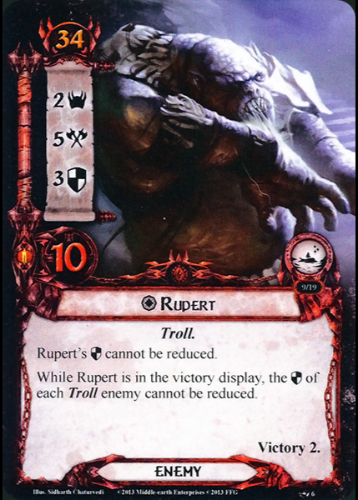 34
2
5
3
10
9/19
Rupert
Troll.
Rupert's cannot be reduced.
While Rupert is in the victory display, the of
each Troll enemy cannot be reduced.
Victory 2.
Illus. Sidharth Chaturvedi ©2013 Middle-earth Enterprises ©2013 FFG 6
ENEMY